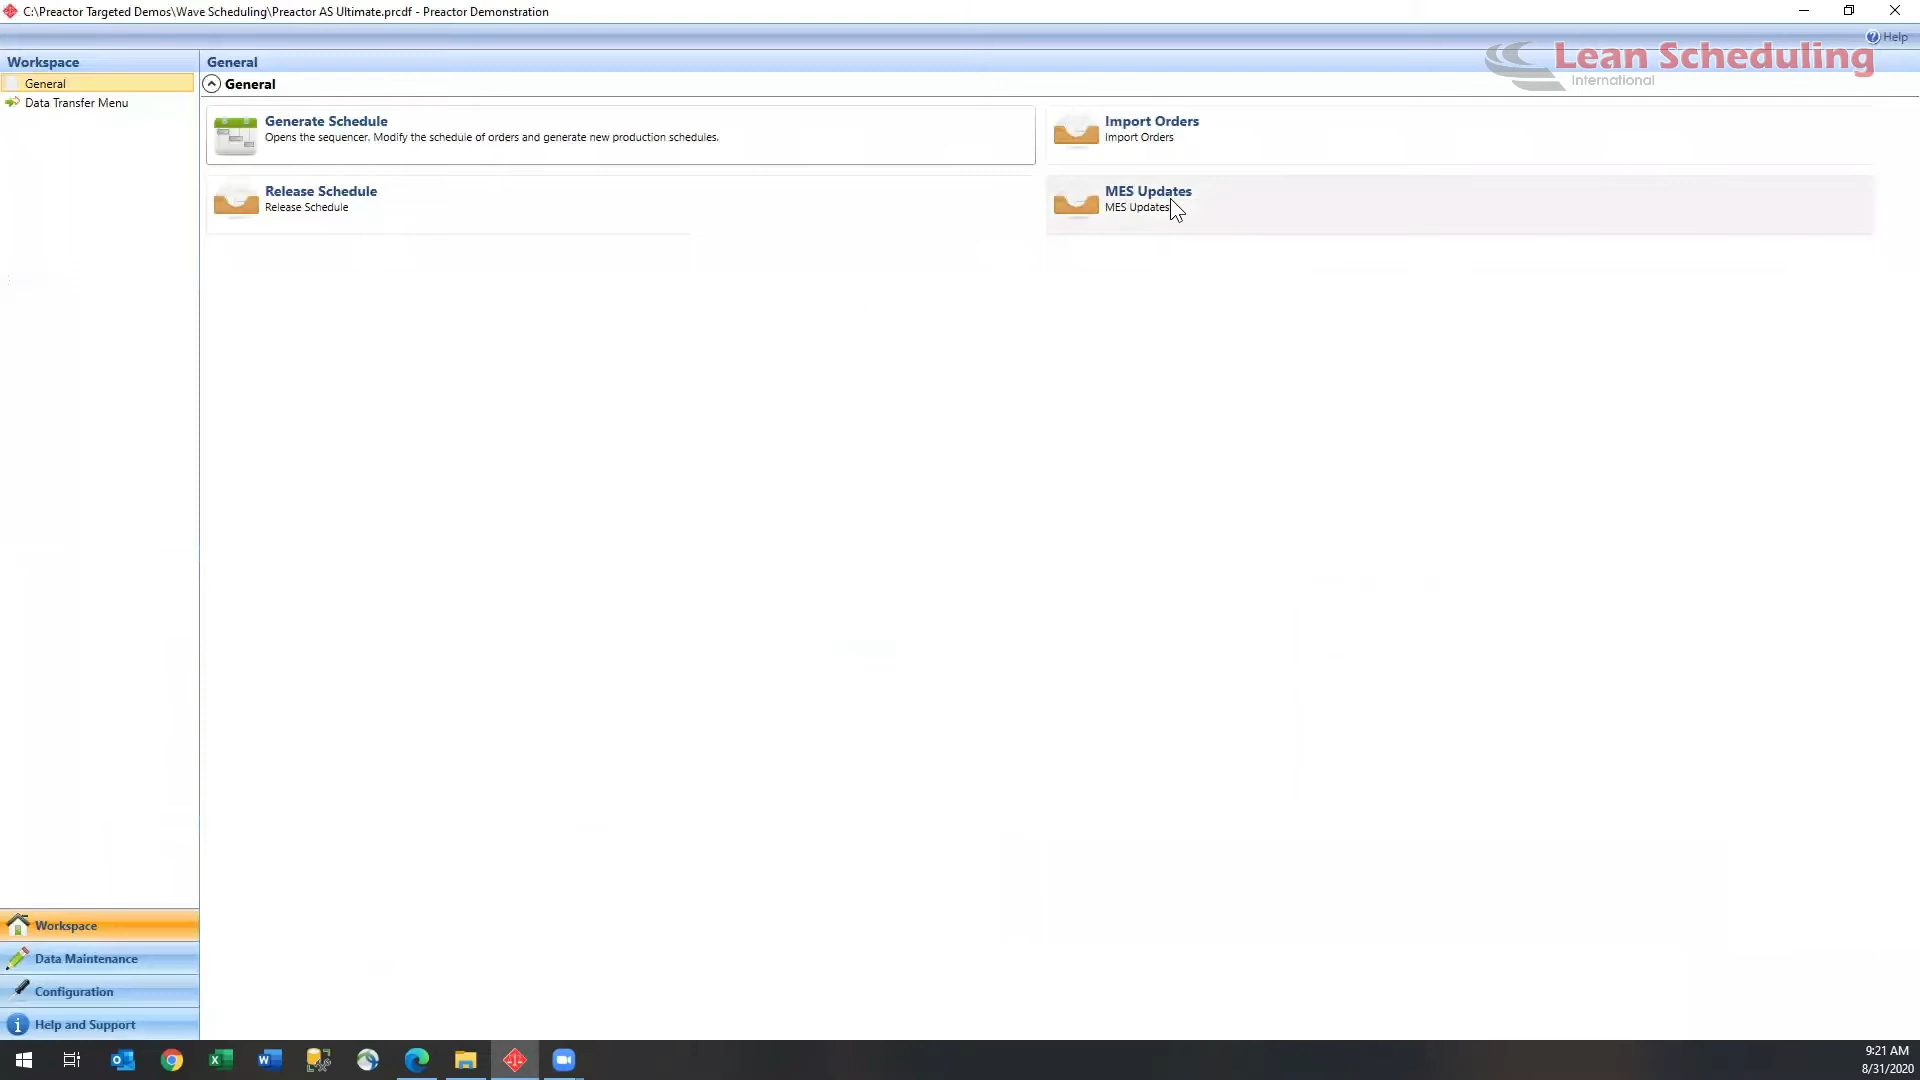 C:\Preactor Targeted Demos\Wave Scheduling\Preactor AS Ultimate.prcdf - Preactor Demonstration
Help
Workspace
General
Lean Scheduling
International
General
General
Data Transfer Menu
Generate Schedule
Opens the sequencer. Modify the schedule of orders and generate new production schedules.
Import Orders
Import Orders
Release Schedule
Release Schedule
MES Updates
MES Updates
Workspace
Data Maintenance
Configuration
Help and Support
9:21 AM
8/31/2020